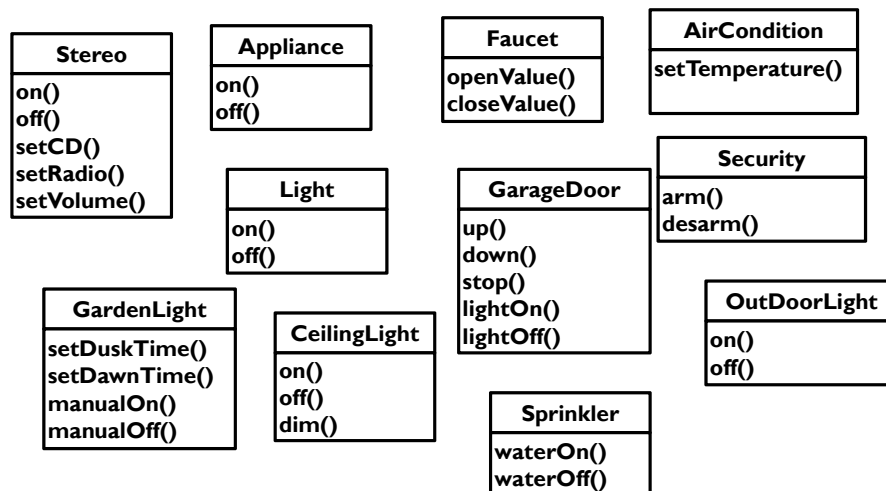 Stereo
on()
off()
setCD()
setRadio()
setVolume()
Appliance
on()
off()
Faucet
openValue()
closeValue()
AirCondition
setTemperature()
Light
on()
off()
GarageDoor
up()
down()
stop()
lightOn()
lightOff()
Security
arm()
desarm()
GardenLight
setDuskTime()
setDawnTime()
manualOn()
manualOff()
CeilingLight
on()
off()
dim()
OutDoorLight
on()
off()
Sprinkler
waterOn()
waterOff()